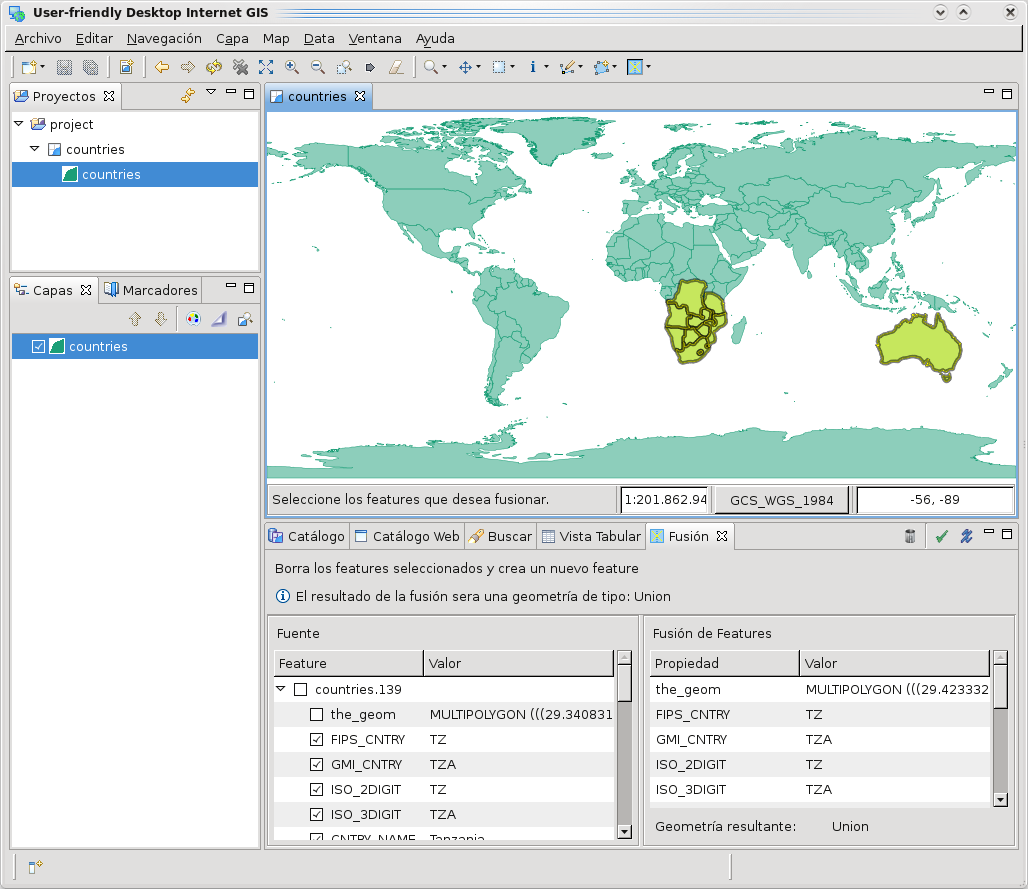 User-friendly Desktop Internet GIS
Archivo Editar Navegación Capa Map Data Ventana Ayuda
Proyectos
project
countries
countries
Capas Marcadores
countries
countries
Seleccione los features que desea fusionar. 1:201.862.94 GCS_WGS_1984 -56, -89
Catálogo Catálogo Web Buscar Vista Tabular Fusión
Borra los features seleccionados y crea un nuevo feature
El resultado de la fusión sera una geometría de tipo: Union
Fuente
Feature Valor
countries.139
the_geom MULTIPOLYGON (((29.340831
FIPS_CNTRY TZ
GMI_CNTRY TZA
ISO_2DIGIT TZ
ISO_3DIGIT TZA
CNTRY_NAME Tanzania
Fusión de Features
Propiedad Valor
the_geom MULTIPOLYGON (((29.423332
FIPS_CNTRY TZ
GMI_CNTRY TZA
ISO_2DIGIT TZ
ISO_3DIGIT TZA
Geometría resultante: Union